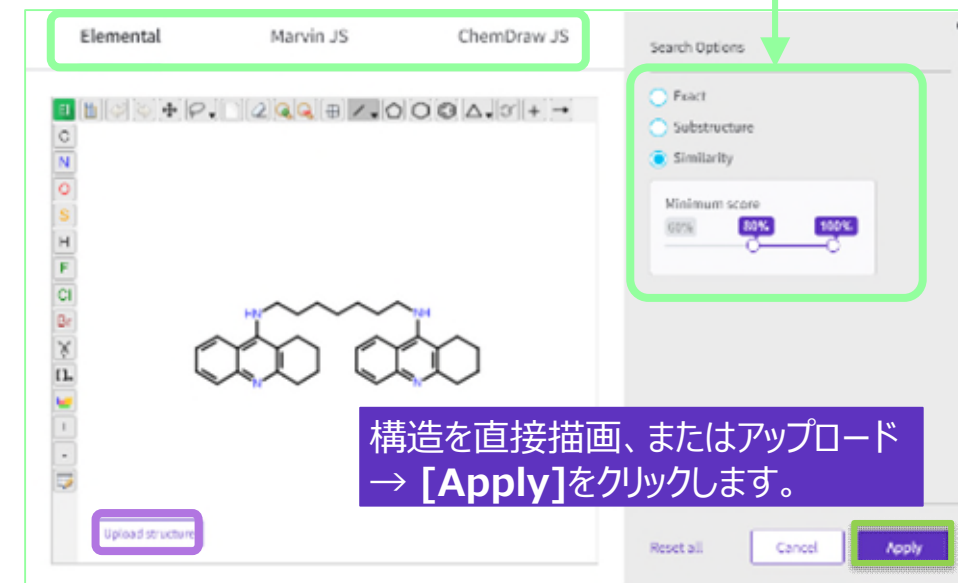 Elemental Marvin JS ChemDraw JS
Search Options
Exact
Substructure
Similarity
Minimum score
60% 80% 100%
C
N
O
S
H
F
Cl
Br
HN NH
N N
構造を直接描画、またはアップロード
→ [Apply]をクリックします。
Upload structure
Reset all Cancel Apply